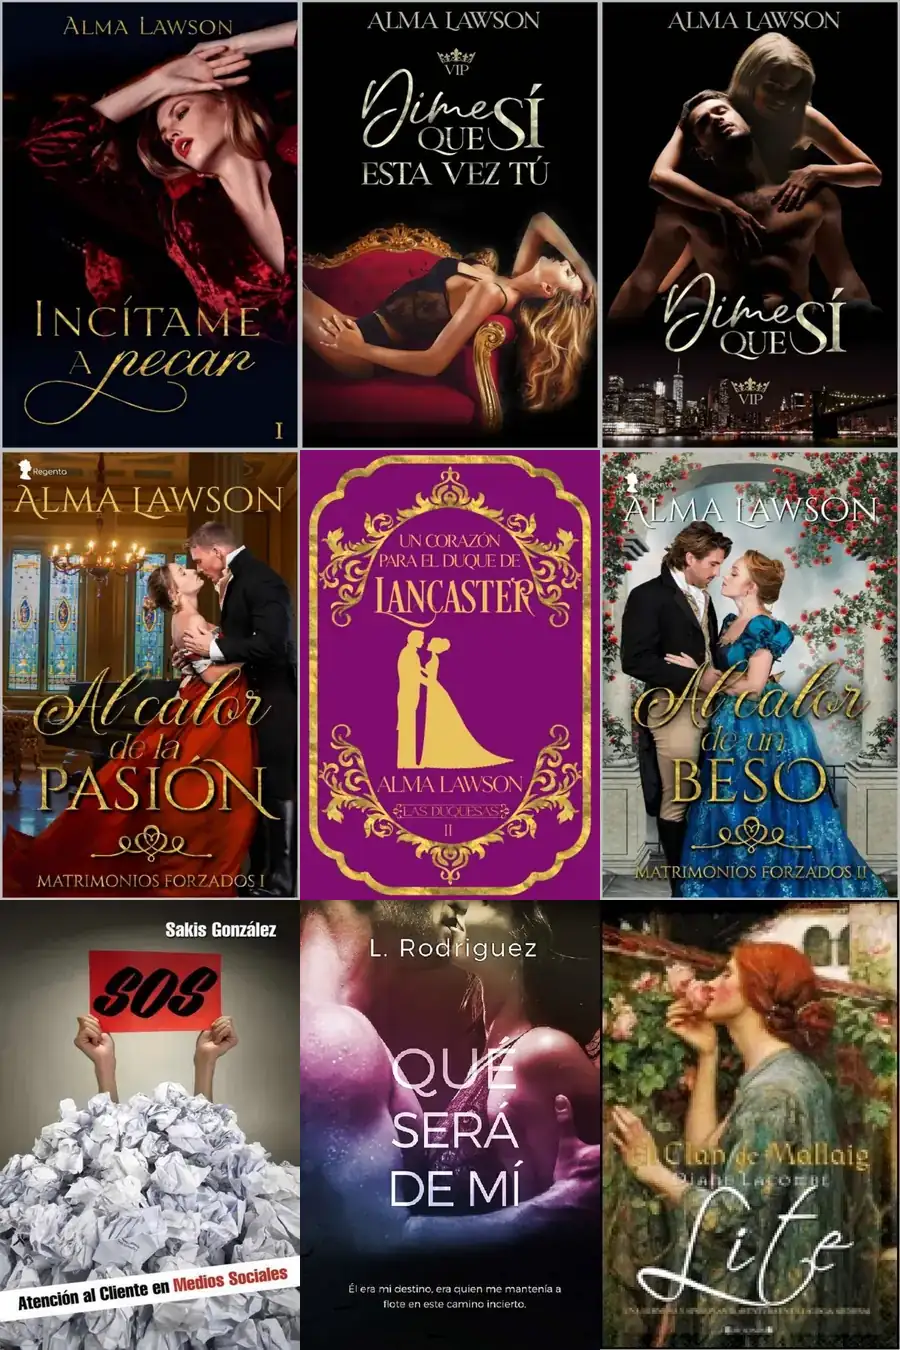 ALMA LAWSON
INCÍTAME
A pecar
I
ALMA LAWSON
VIP
Dime
QUE SÍ
ESTA VEZ TÚ
ALMA LAWSON
Dime
QUE SÍ
VIP
Regenta
ALMA LAWSON
Al calor
de la
PASIÓN
MATRIMONIOS FORZADOS I
UN CORAZÓN
PARA EL DUQUE DE
LANCASTER
ALMA LAWSON
LAS DUQUESAS
II
ALMA LAWSON
Al calor
de un
BESO
MATRIMONIOS FORZADOS II
Sakis González
SOS
Atención al Cliente en Medios Sociales
L. Rodriguez
QUÉ
SERÁ
DE MÍ
Él era mi destino, era quien me mantenía a
flote en este camino incierto.
El Clan de Mallaig
DIANE LACOMBE
Lite